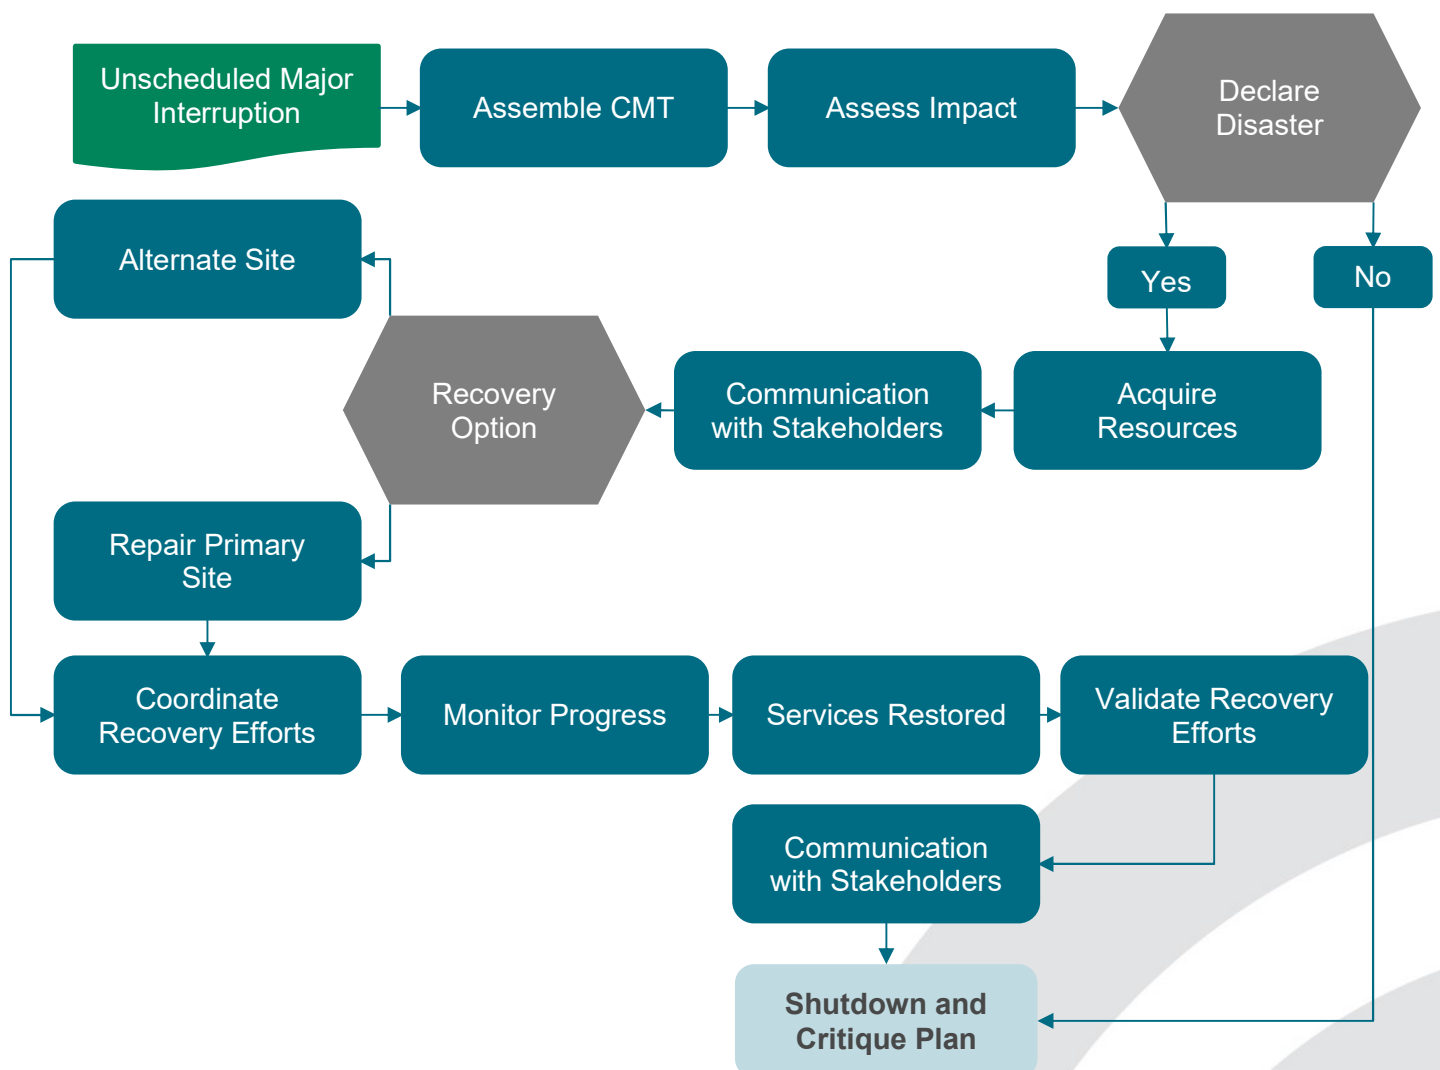 Unscheduled Major
Interruption
Assemble CMT
Assess Impact
Declare
Disaster
Yes
No
Alternate Site
Recovery
Option
Communication
with Stakeholders
Acquire
Resources
Repair Primary
Site
Coordinate
Recovery Efforts
Monitor Progress
Services Restored
Validate Recovery
Efforts
Communication
with Stakeholders
Shutdown and
Critique Plan